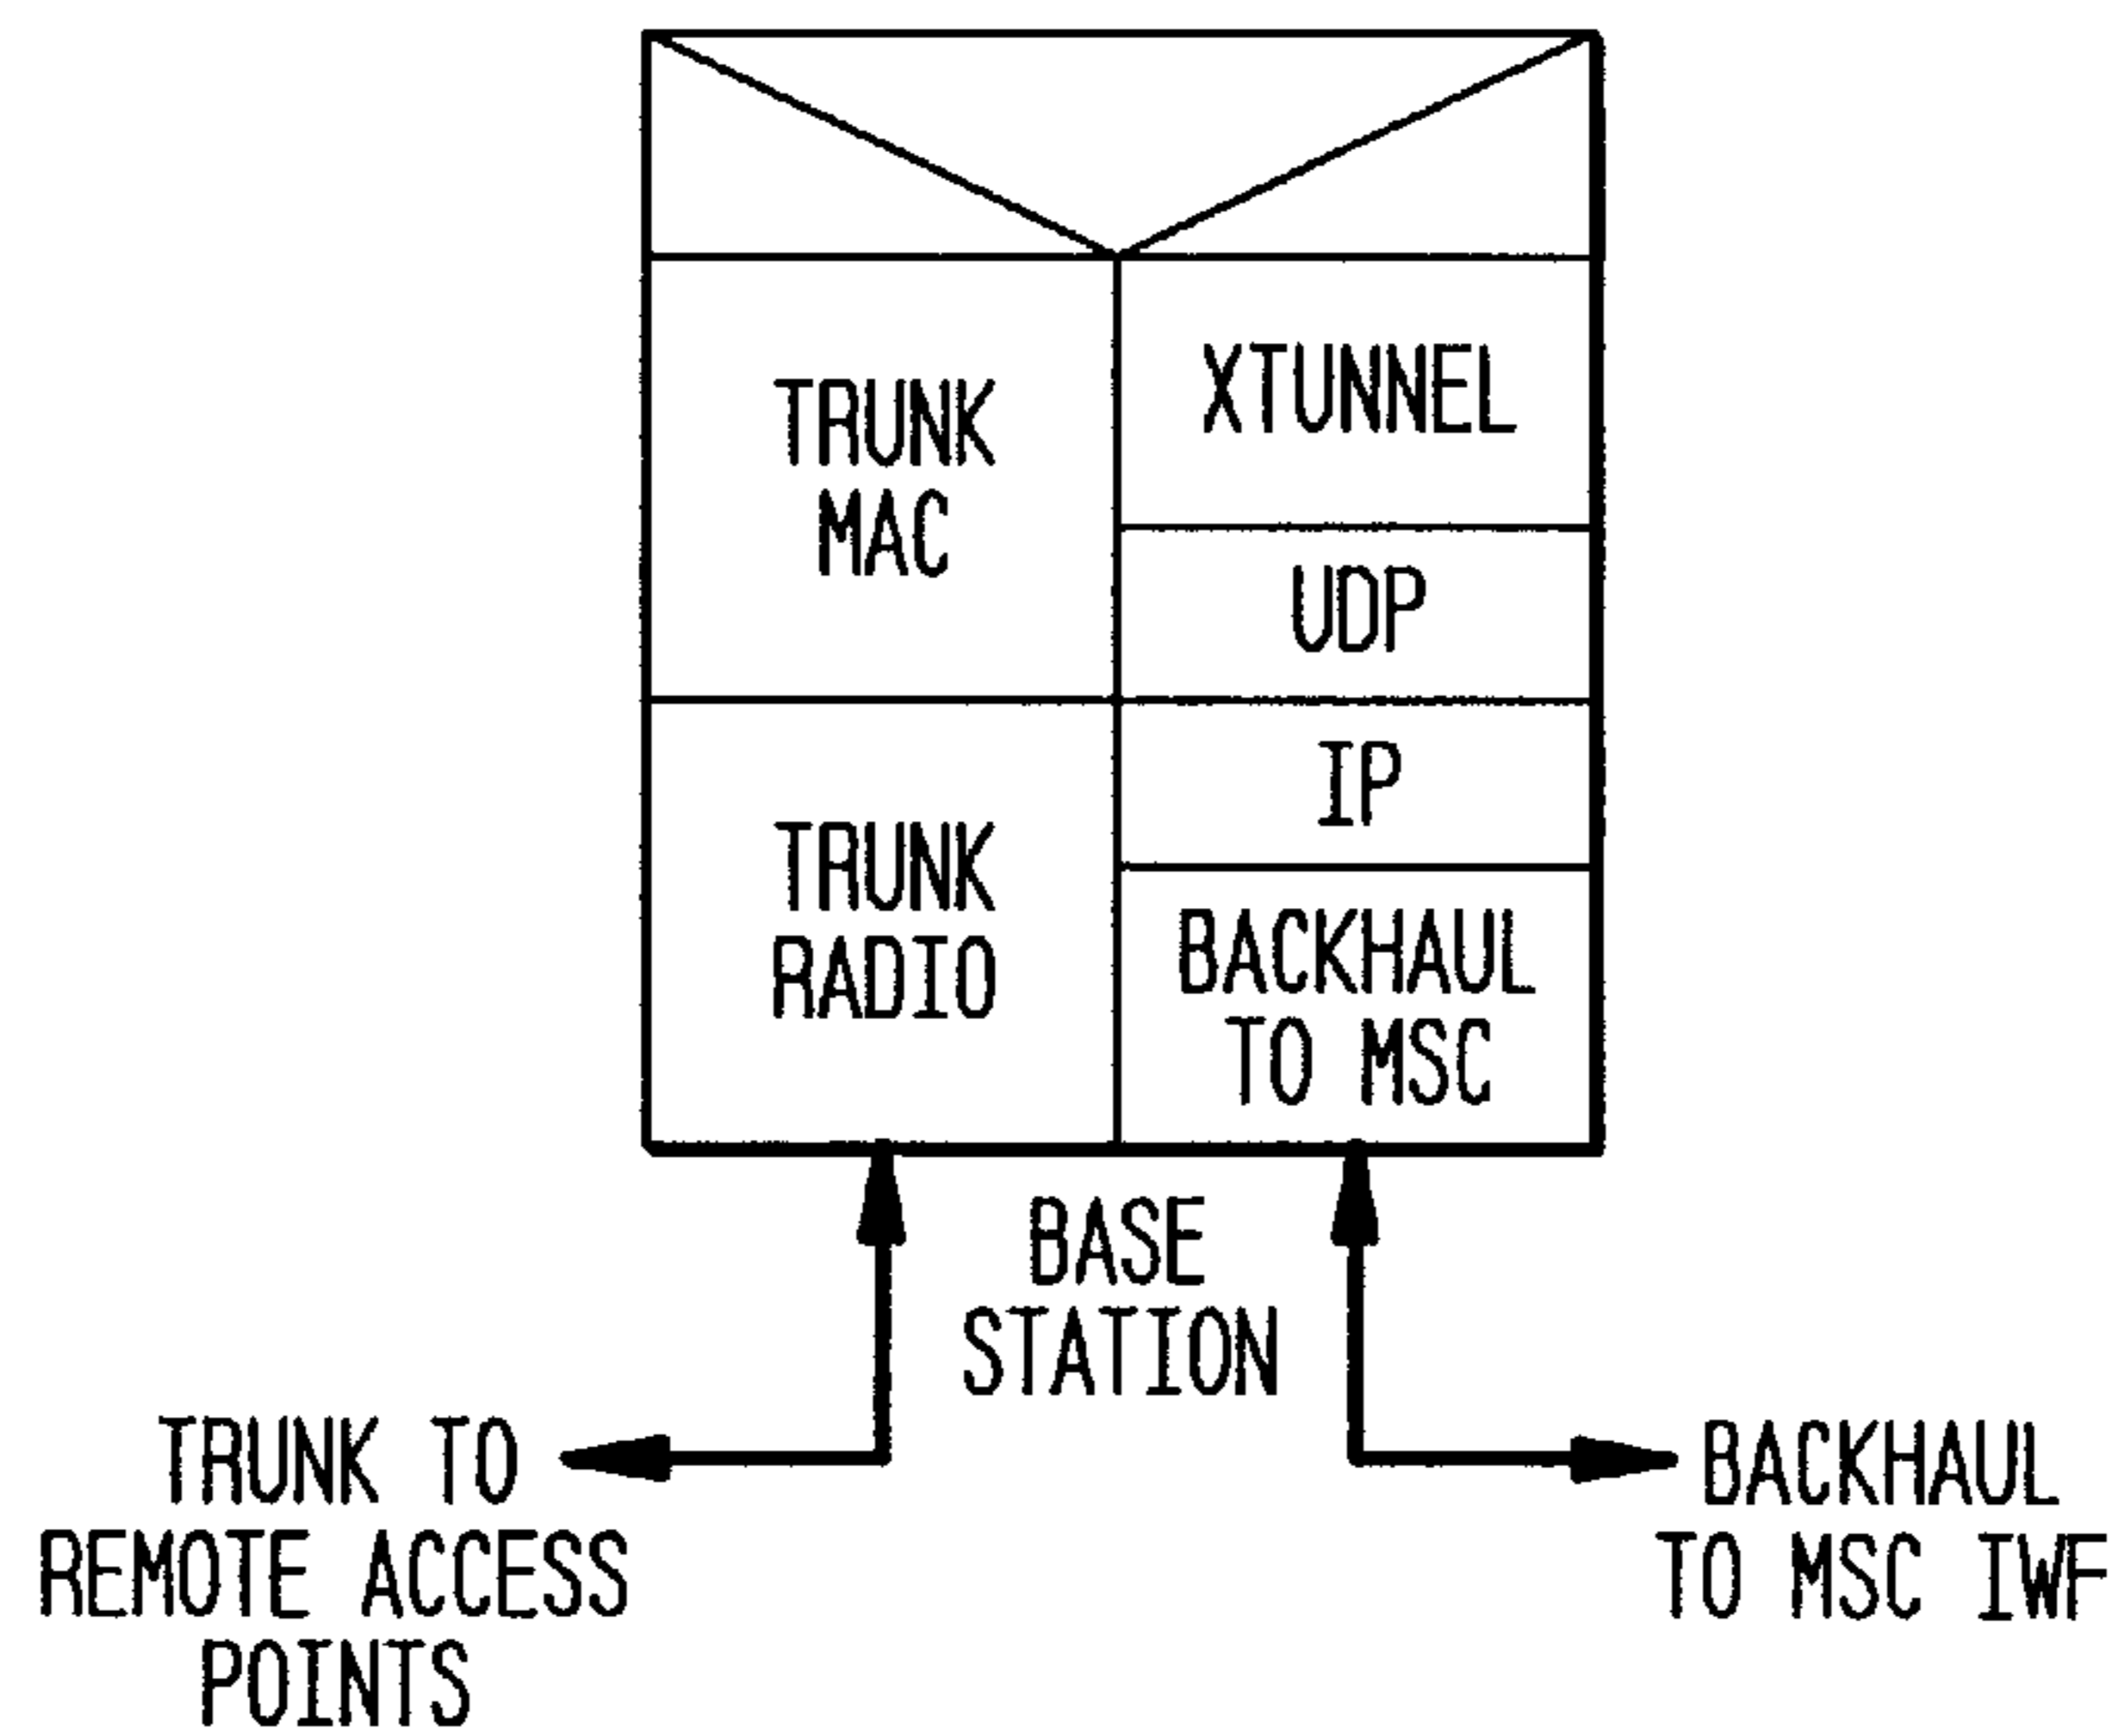 TRUNK
MAC
XTUNNEL
UDP
IP
TRUNK
RADIO
BACKHAUL
TO MSC
BASE
STATION
TRUNK TO
REMOTE ACCESS
POINTS
BACKHAUL
TO MSC IWF